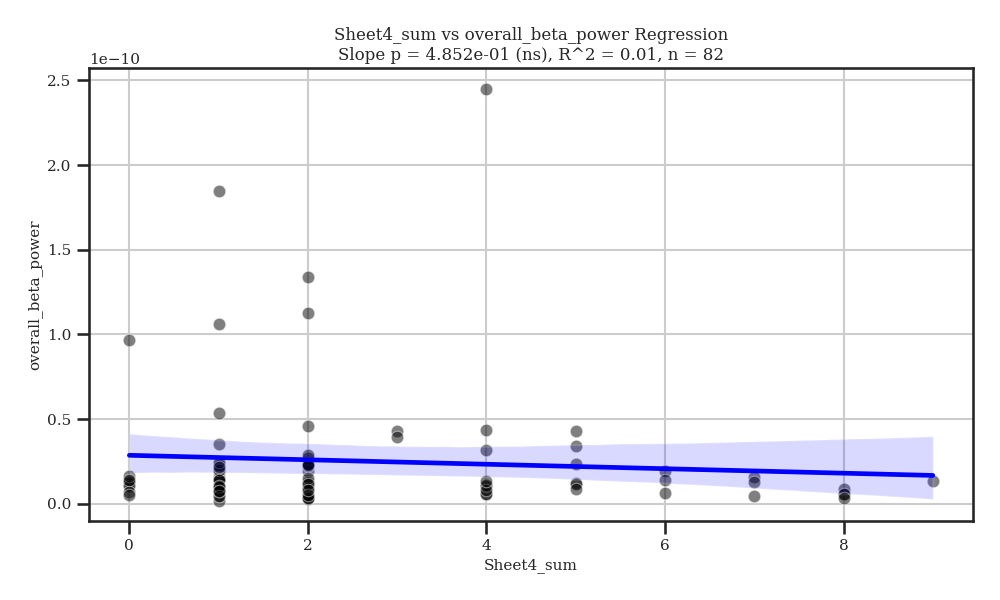 Sheet4_sum vs overall_beta_power Regression
Slope p = 4.852e-01 (ns), R^2 = 0.01, n = 82
1e−10
2.5
2.0
1.5
1.0
0.5
0.0
overall_beta_power
0 2 4 6 8
Sheet4_sum